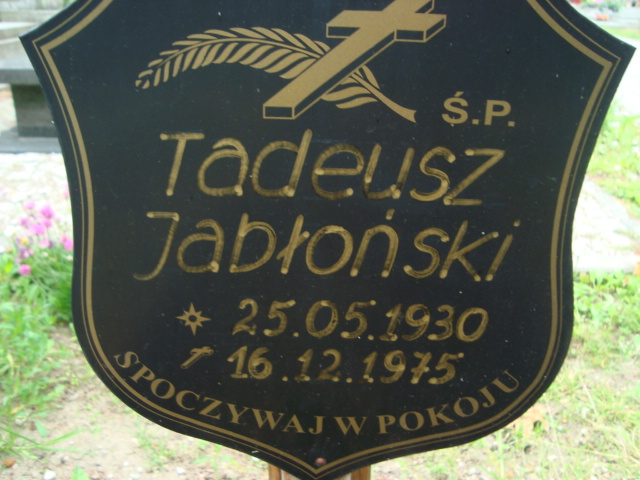 Ś.P.
Tadeusz
Jabłoński
25.05.1930
16.12.1975
SPOCZYWAJ W POKOJU